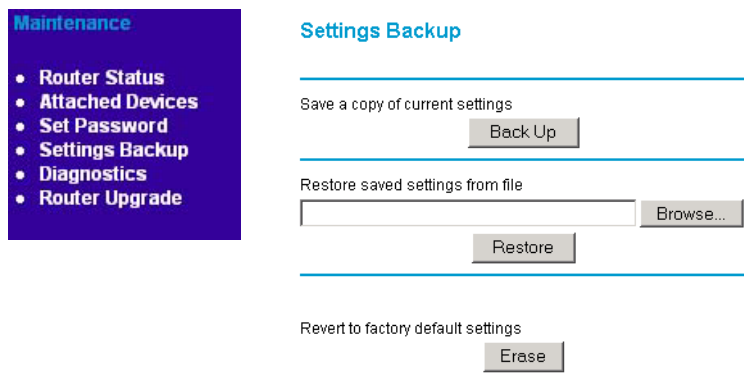 Maintenance
Router Status
Attached Devices
Set Password
Settings Backup
Diagnostics
Router Upgrade
Settings Backup
Save a copy of current settings
Back Up
Restore saved settings from file
Browse...
Restore
Revert to factory default settings
Erase